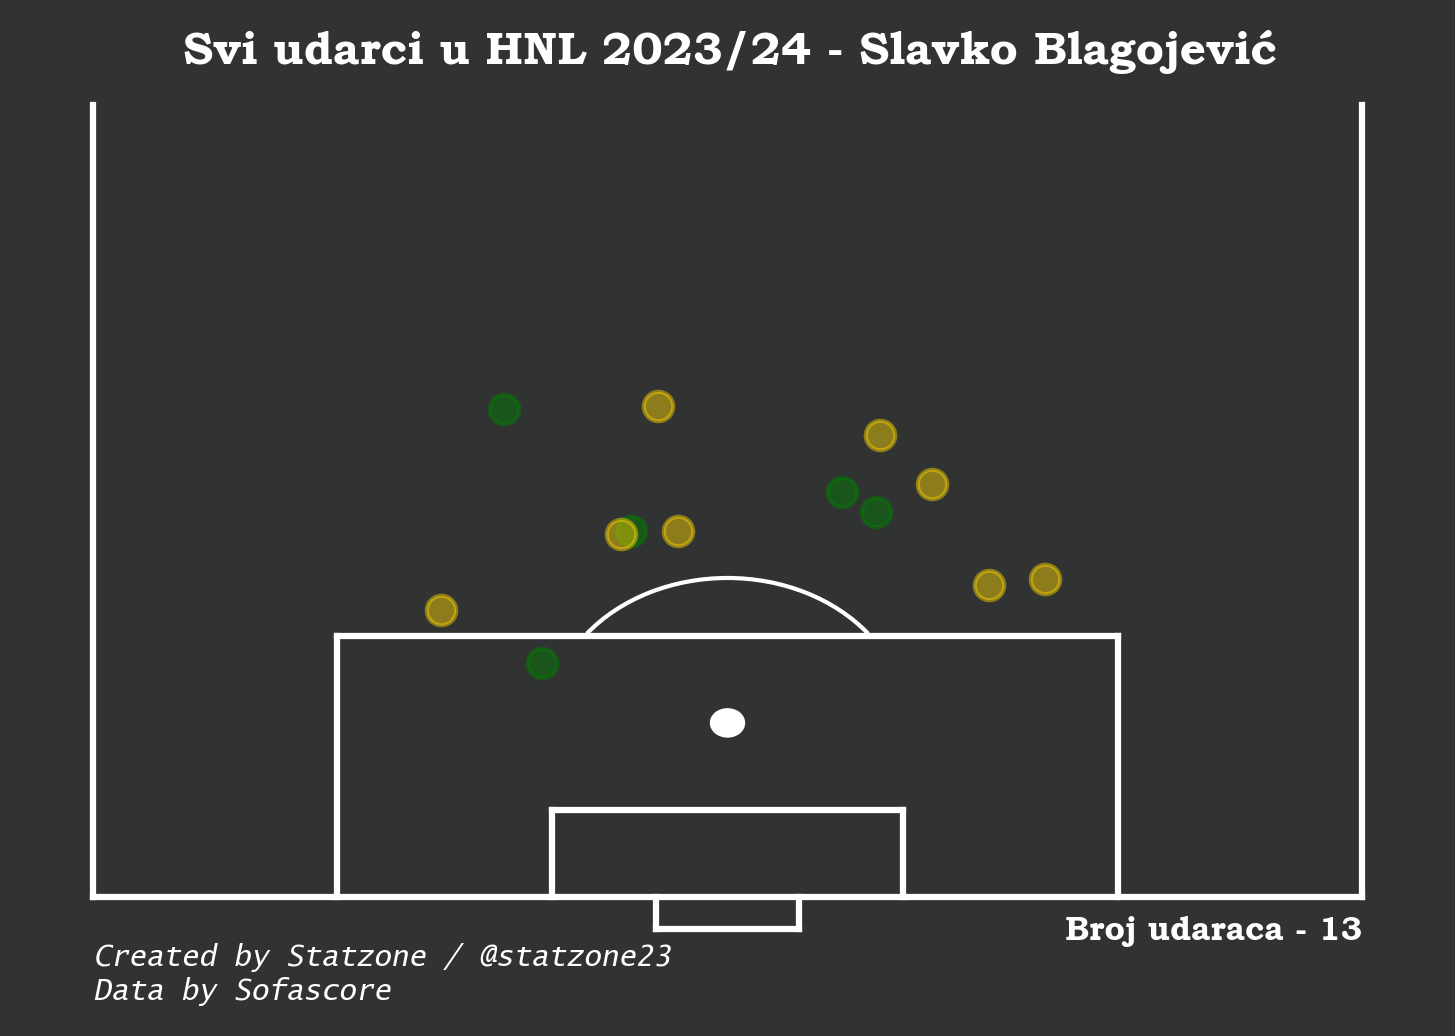 Svi udarci u HNL 2023/24 - Slavko Blagojević
Broj udaraca - 13
Created by Statzone / @statzone23
Data by Sofascore